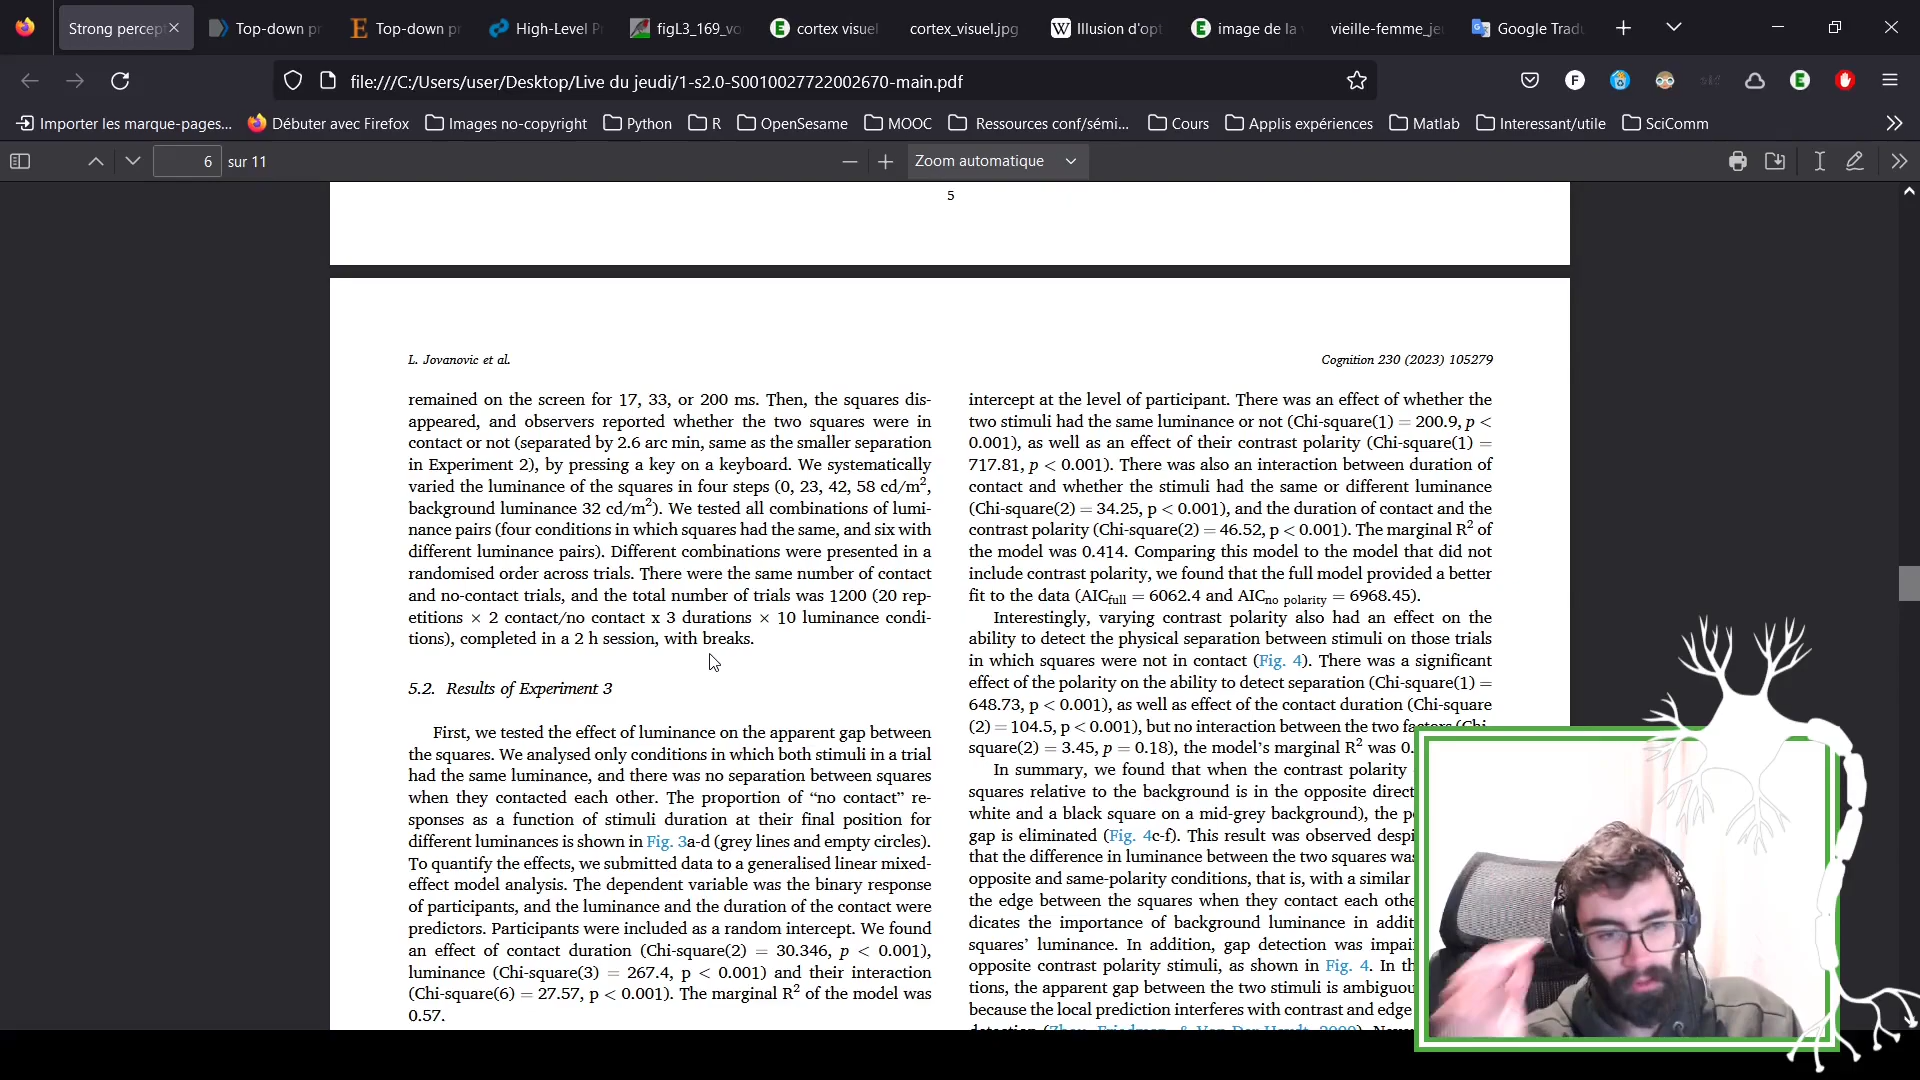 Strong percep
Top-down pr
Top-down pr
High-Level P
figL3_169_vo
cortex visuel
cortex_visuel.jpg
Illusion d'opt
image de la v
vieille-femme_je
Google Tradu
file:///C:/Users/user/Desktop/Live du jeudi/1-s2.0-S0010027722002670-main.pdf
Importer les marque-pages...
Débuter avec Firefox
Images no-copyright
Python
R
OpenSesame
MOOC
Ressources conf/sémi...
Cours
Applis expériences
Matlab
Interessant/utile
SciComm
6 sur 11
Zoom automatique
5
L. Jovanovic et al.
Cognition 230 (2023) 105279
remained on the screen for 17, 33, or 200 ms. Then, the squares dis-
appeared, and observers reported whether the two squares were in
contact or not (separated by 2.6 arc min, same as the smaller separation
in Experiment 2), by pressing a key on a keyboard. We systematically
varied the luminance of the squares in four steps (0, 23, 42, 58 cd/m²,
background luminance 32 cd/m²). We tested all combinations of lumi-
nance pairs (four conditions in which squares had the same, and six with
different luminance pairs). Different combinations were presented in a
randomised order across trials. There were the same number of contact
and no-contact trials, and the total number of trials was 1200 (20 rep-
etitions × 2 contact/no contact x 3 durations × 10 luminance condi-
tions), completed in a 2 h session, with breaks.
5.2. Results of Experiment 3
First, we tested the effect of luminance on the apparent gap between
the squares. We analysed only conditions in which both stimuli in a trial
had the same luminance, and there was no separation between squares
when they contacted each other. The proportion of “no contact” re-
sponses as a function of stimuli duration at their final position for
different luminances is shown in Fig. 3a-d (grey lines and empty circles).
To quantify the effects, we submitted data to a generalised linear mixed-
effect model analysis. The dependent variable was the binary response
of participants, and the luminance and the duration of the contact were
predictors. Participants were included as a random intercept. We found
an effect of contact duration (Chi-square(2) = 30.346, p < 0.001),
luminance (Chi-square(3) = 267.4, p < 0.001) and their interaction
(Chi-square(6) = 27.57, p < 0.001). The marginal R² of the model was
0.57.
intercept at the level of participant. There was an effect of whether the
two stimuli had the same luminance or not (Chi-square(1) = 200.9, p <
0.001), as well as an effect of their contrast polarity (Chi-square(1) =
717.81, p < 0.001). There was also an interaction between duration of
contact and whether the stimuli had the same or different luminance
(Chi-square(2) = 34.25, p < 0.001), and the duration of contact and the
contrast polarity (Chi-square(2) = 46.52, p < 0.001). The marginal R² of
the model was 0.414. Comparing this model to the model that did not
include contrast polarity, we found that the full model provided a better
fit to the data (AICfull = 6062.4 and AICno polarity = 6968.45).
Interestingly, varying contrast polarity also had an effect on the
ability to detect the physical separation between stimuli on those trials
in which squares were not in contact (Fig. 4). There was a significant
effect of the polarity on the ability to detect separation (Chi-square(1) =
648.73, p < 0.001), as well as effect of the contact duration (Chi-square
(2) = 104.5, p < 0.001), but no interaction between the two factors (Chi-
square(2) = 3.45, p = 0.18), the model's marginal R² was 0.
In summary, we found that when the contrast polarity
squares relative to the background is in the opposite direct
white and a black square on a mid-grey background), the p
gap is eliminated (Fig. 4c-f). This result was observed despi
that the difference in luminance between the two squares was
opposite and same-polarity conditions, that is, with a similar
the edge between the squares when they contact each othe
dicates the importance of background luminance in addit
squares' luminance. In addition, gap detection was impai
opposite contrast polarity stimuli, as shown in Fig. 4. In th
tions, the apparent gap between the two stimuli is ambiguou
because the local prediction interferes with contrast and edge